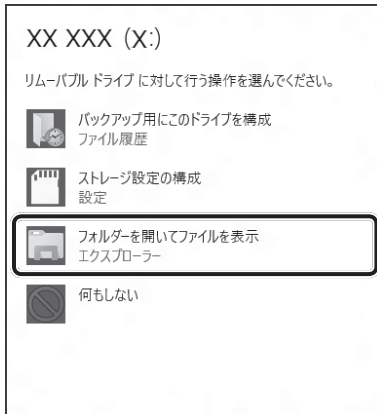 XX XXX (X:)
リムーバブル ドライブ に対して行う操作を選んでください。
バックアップ用にこのドライブを構成
ファイル履歴
ストレージ設定の構成
設定
フォルダーを開いてファイルを表示
エクスプローラー
何もしない